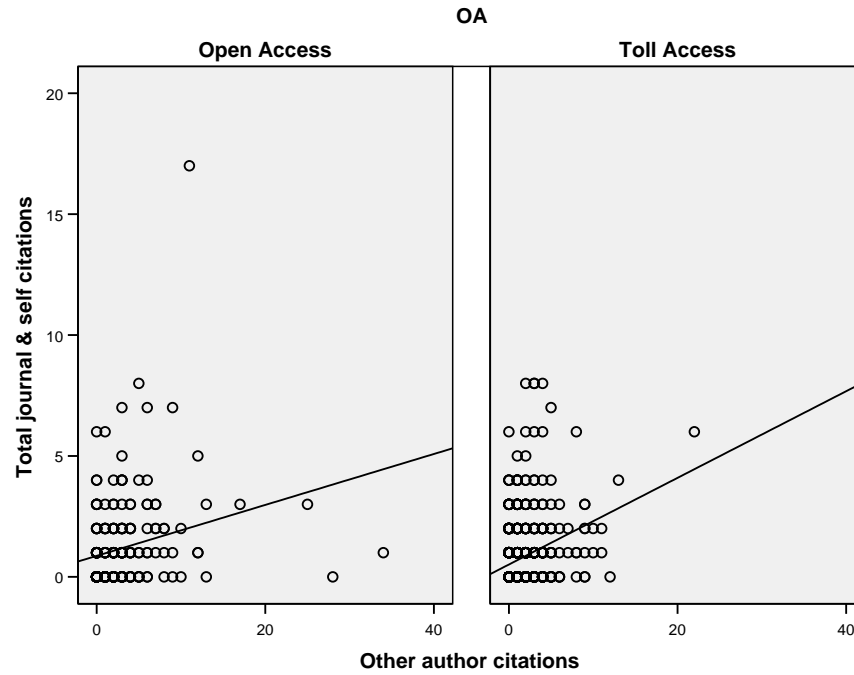 OA
Open Access Toll Access
Total journal & self citations
20
15
10
5
0
0 20 40 0 20 40
Other author citations